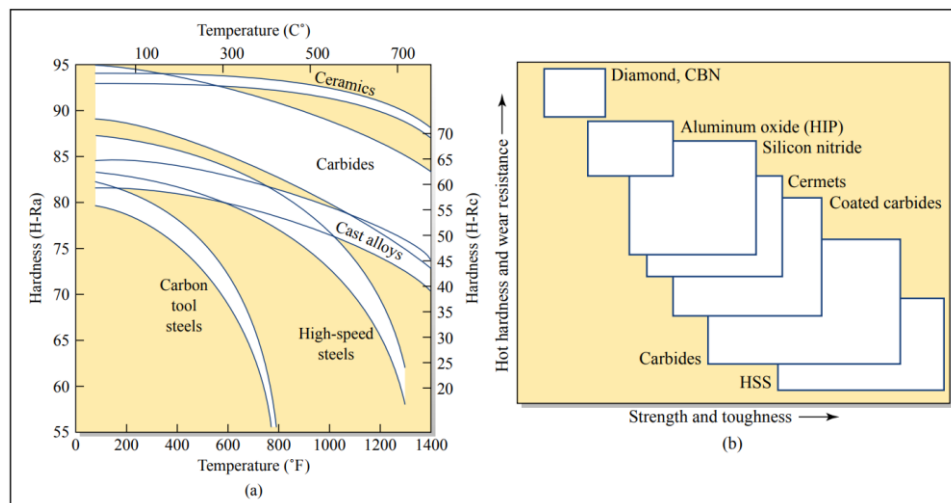 Temperature (C°)
100 300 500 700
95
90
85
80
75
70
65
60
55
Hardness (H-Ra)
Ceramics
Carbides
Cast alloys
Carbon
tool
steels
High-speed
steels
70
65
60
55
50
45
40
35
30
25
20
Hardness (H-Rc)
0 200 400 600 800 1000 1200 1400
Temperature (˚F)
(a)
Hot hardness and wear resistance
Diamond, CBN
Aluminum oxide (HIP)
Silicon nitride
Cermets
Coated carbides
Carbides
HSS
Strength and toughness
(b)